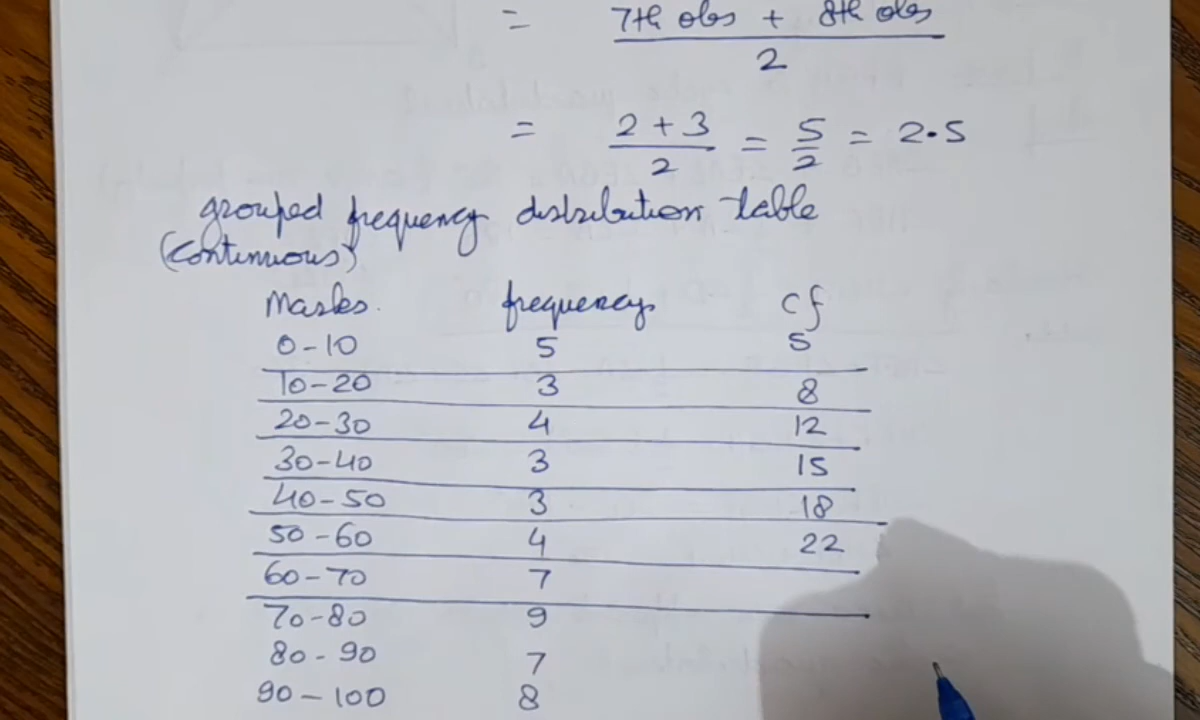 = 7th obs + 8th obs
2
= 2 + 3 / 2 = 5/2 = 2.5
grouped frequency distribution table
(continuous)
Marks. frequency cf
0-10 5 5
10-20 3 8
20-30 4 12
30-40 3 15
40-50 3 18
50-60 4 22
60-70 7
70-80 9
80-90 7
90-100 8